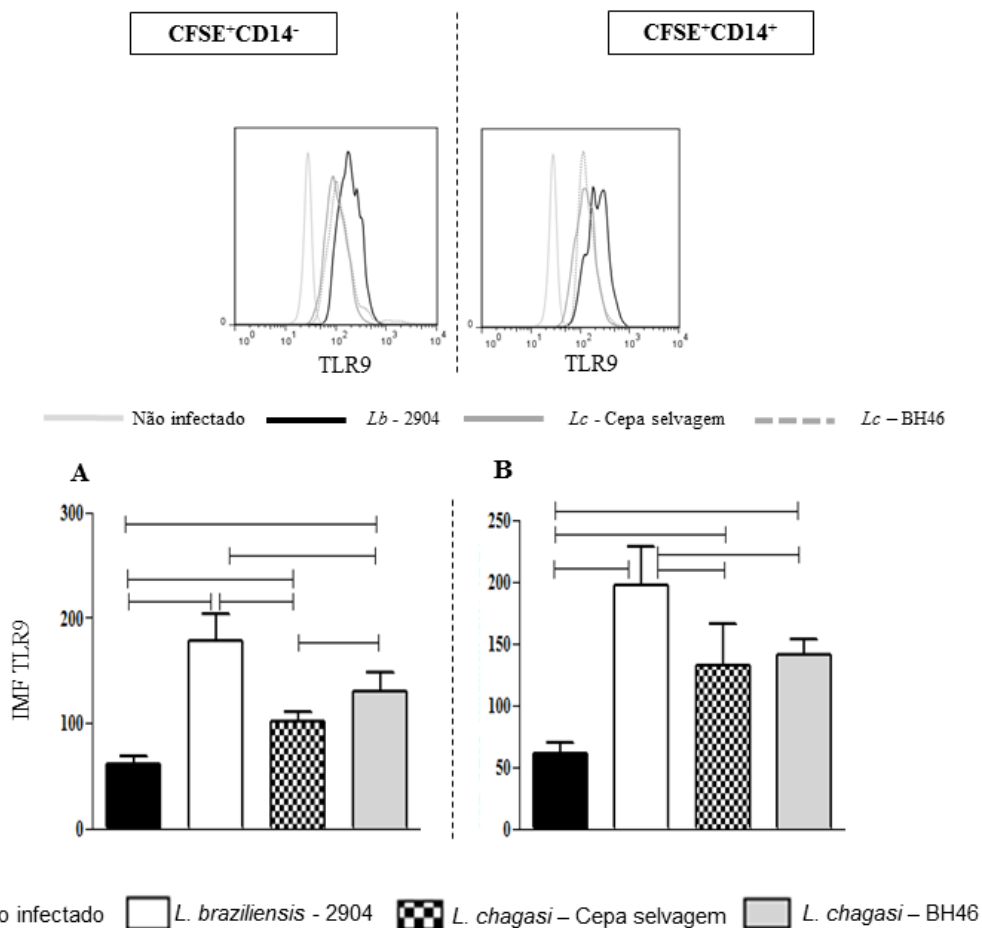 CFSE⁺CD14⁻
CFSE⁺CD14⁺
0
10⁰ 10¹ 10² 10³ 10⁴
TLR9
0
10⁰ 10¹ 10² 10³ 10⁴
TLR9
Não infectado Lb - 2904 Lc - Cepa selvagem Lc – BH46
A
B
IMF TLR9
300
200
100
0
250
200
150
100
50
0
o infectado L. braziliensis - 2904 L. chagasi – Cepa selvagem L. chagasi – BH46